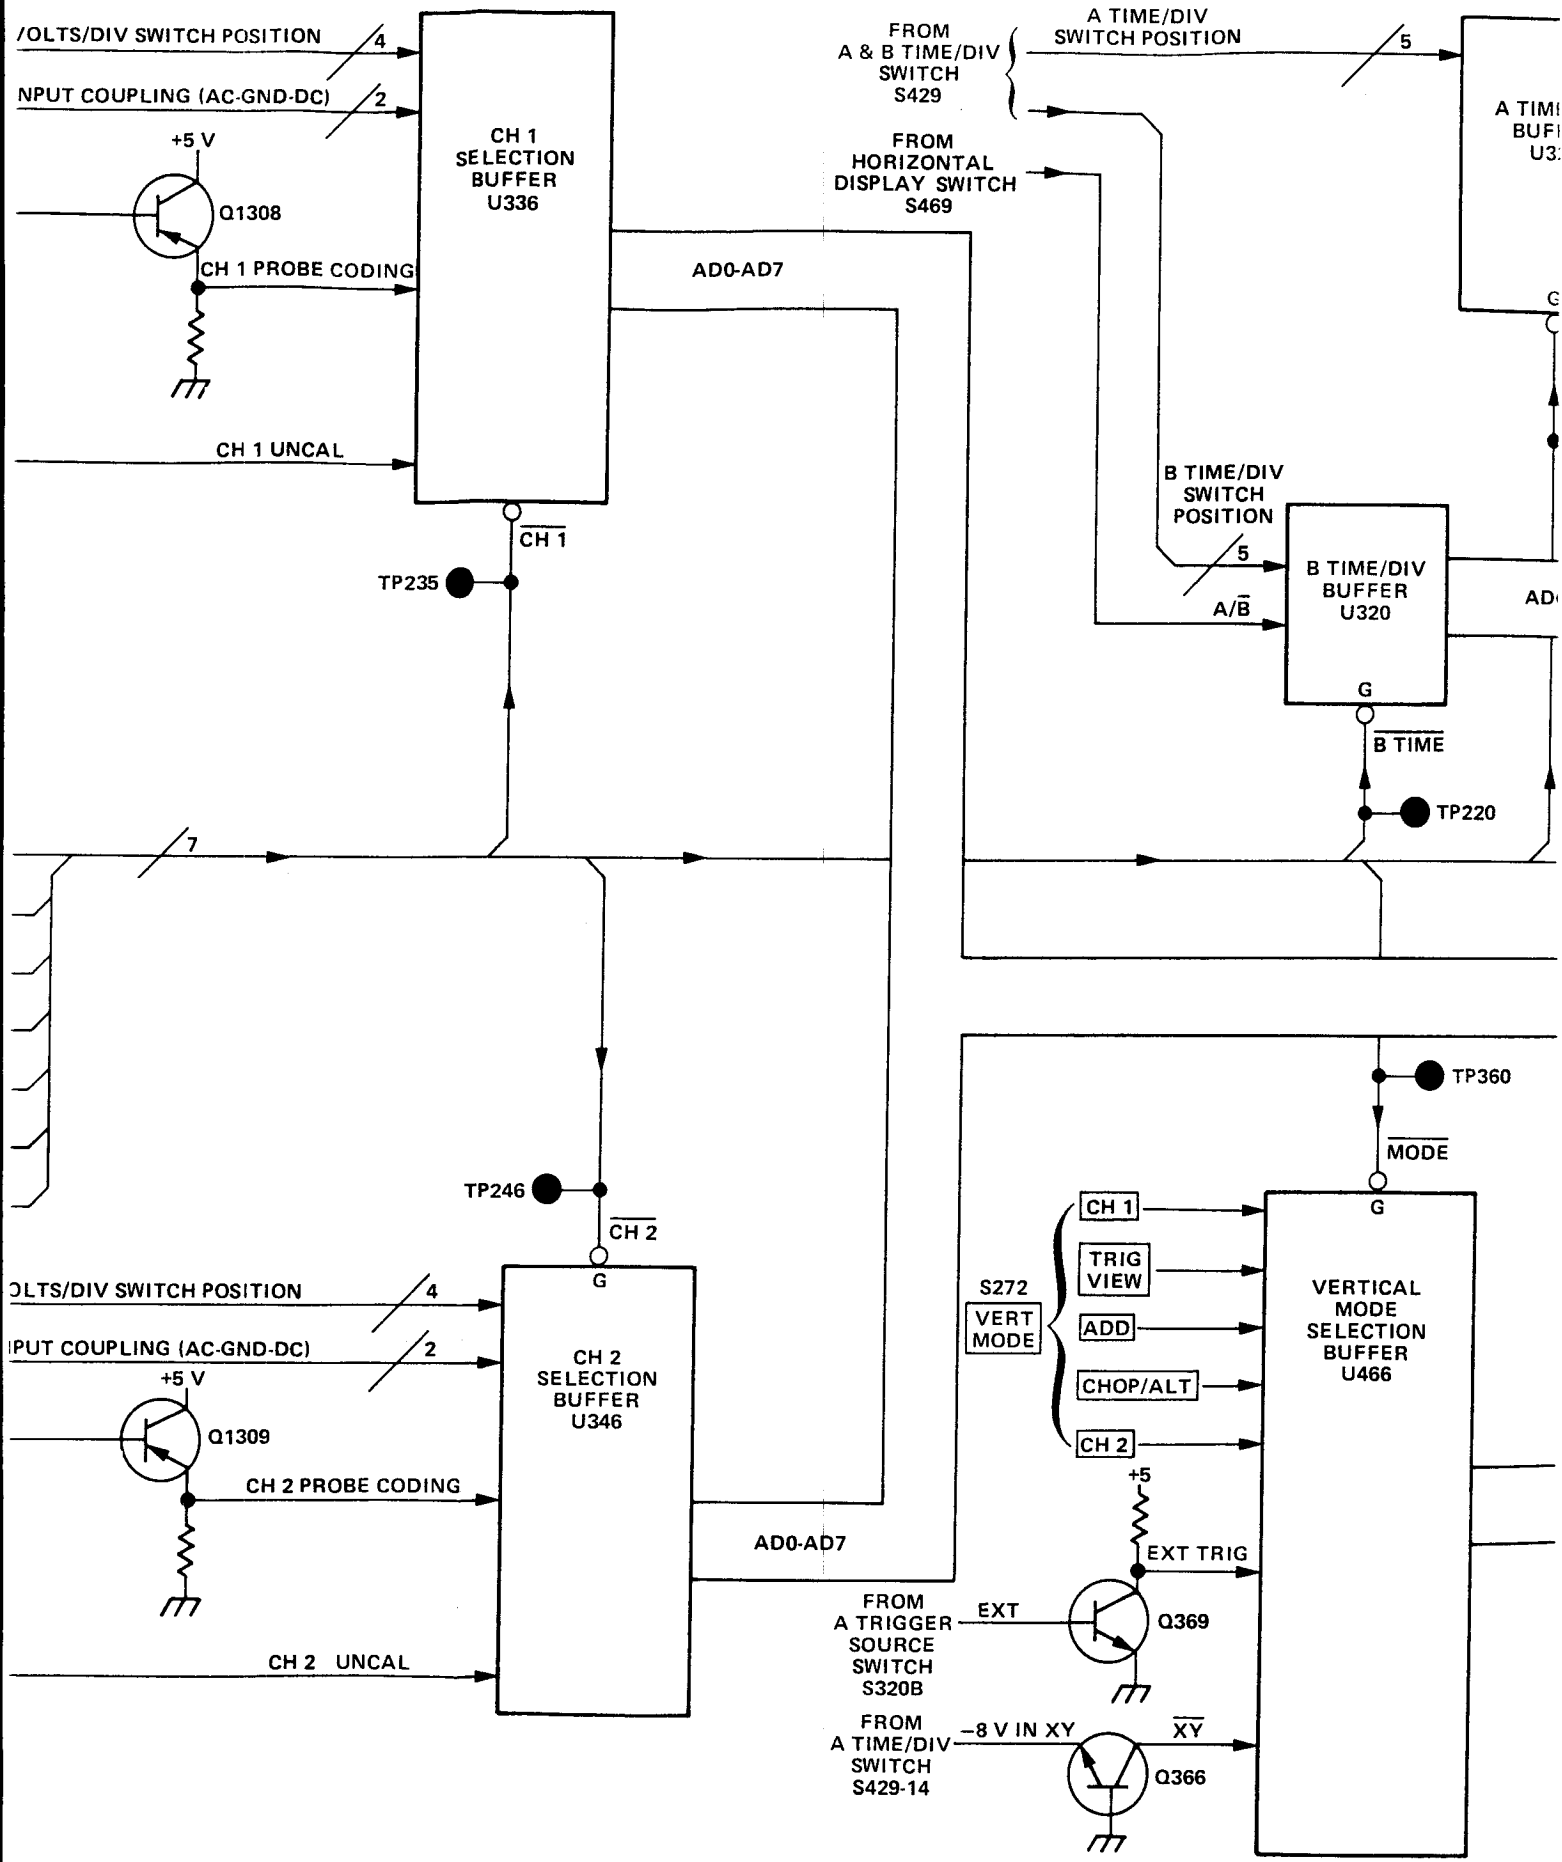 /OLTS/DIV SWITCH POSITION
4
NPUT COUPLING (AC-GND-DC)
2
+5 V
Q1308
CH 1 PROBE CODING
CH 1 UNCAL
CH 1
SELECTION
BUFFER
U336
CH 1
TP235
AD0-AD7
FROM
A & B TIME/DIV
SWITCH
S429
A TIME/DIV
SWITCH POSITION
5
FROM
HORIZONTAL
DISPLAY SWITCH
S469
A TIM
BUF
U3
G
B TIME/DIV
SWITCH
POSITION
5
A/B
B TIME/DIV
BUFFER
U320
G
AD
B TIME
TP220
7
TP360
MODE
TP246
CH 2
G
OLTS/DIV SWITCH POSITION
4
PUT COUPLING (AC-GND-DC)
2
+5 V
Q1309
CH 2 PROBE CODING
CH 2 UNCAL
CH 2
SELECTION
BUFFER
U346
AD0-AD7
S272
VERT
MODE
CH 1
TRIG
VIEW
ADD
CHOP/ALT
CH 2
G
VERTICAL
MODE
SELECTION
BUFFER
U466
+5
EXT TRIG
FROM
A TRIGGER
SOURCE
SWITCH
S320B
EXT
Q369
FROM
A TIME/DIV
SWITCH
S429-14
−8 V IN XY
XY
Q366